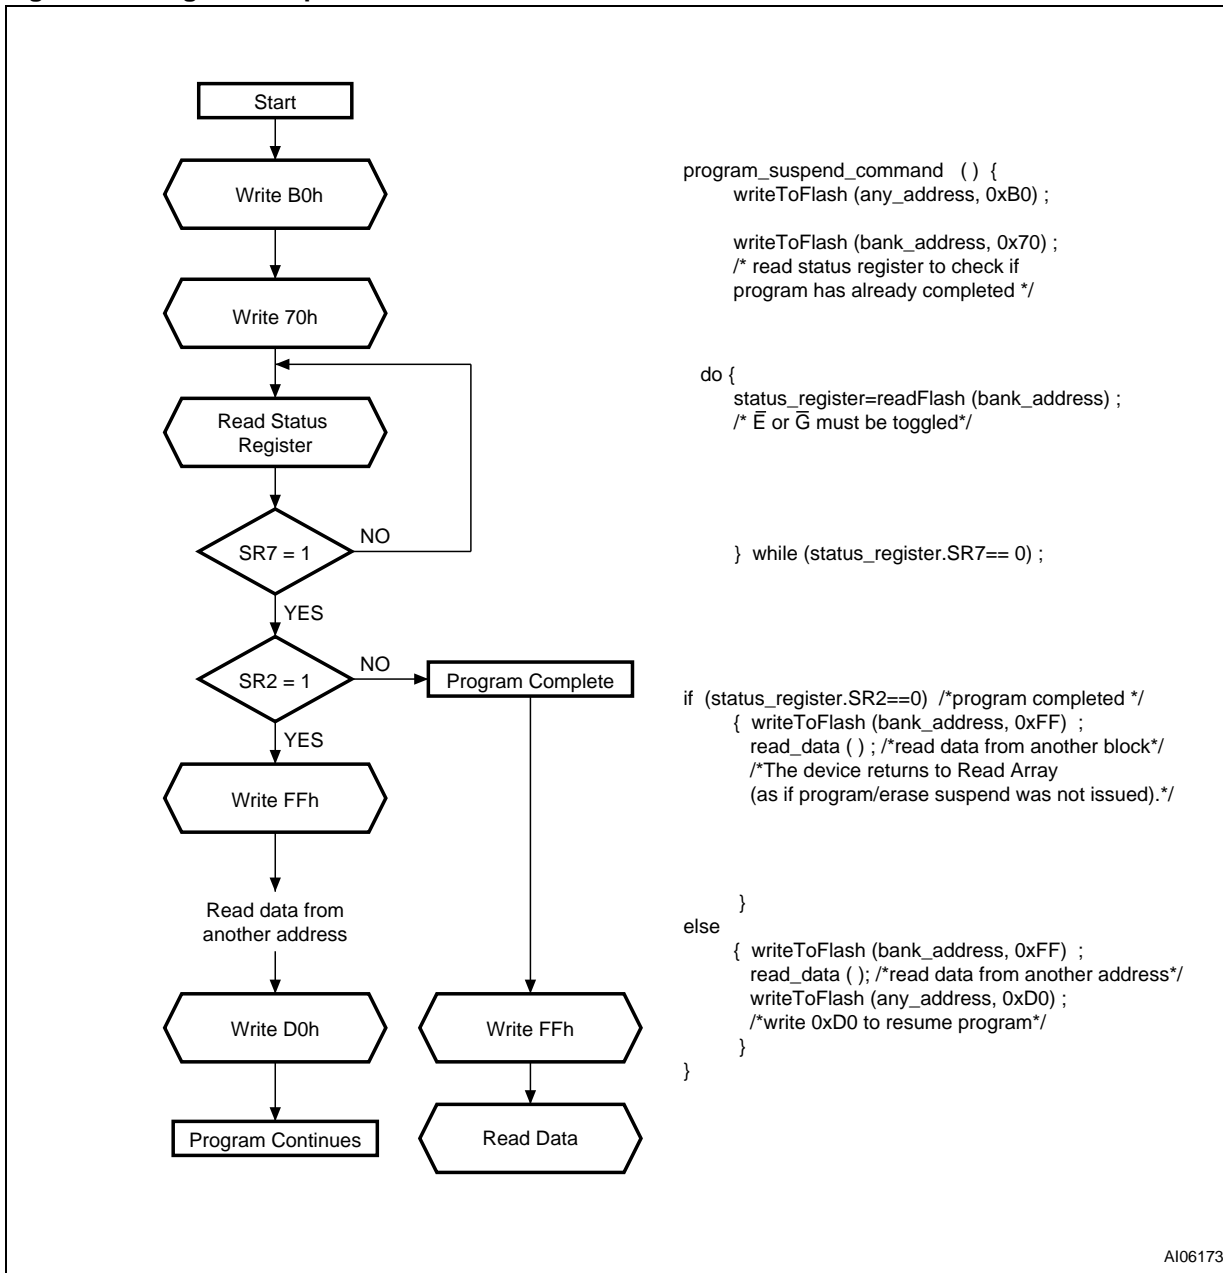 Start
Write B0h
Write 70h
Read Status
Register
NO
SR7 = 1
YES
NO
SR2 = 1
Program Complete
YES
Write FFh
Read data from
another address
Write D0h
Write FFh
Program Continues
Read Data
program_suspend_command ( ) {
writeToFlash (any_address, 0xB0) ;
writeToFlash (bank_address, 0x70) ;
/* read status register to check if
program has already completed */
do {
status_register=readFlash (bank_address) ;
/* E̅ or G̅ must be toggled*/
} while (status_register.SR7== 0) ;
if (status_register.SR2==0) /*program completed */
{ writeToFlash (bank_address, 0xFF) ;
read_data ( ) ; /*read data from another block*/
/*The device returns to Read Array
(as if program/erase suspend was not issued).*/
}
else
{ writeToFlash (bank_address, 0xFF) ;
read_data ( ); /*read data from another address*/
writeToFlash (any_address, 0xD0) ;
/*write 0xD0 to resume program*/
}
}
AI06173